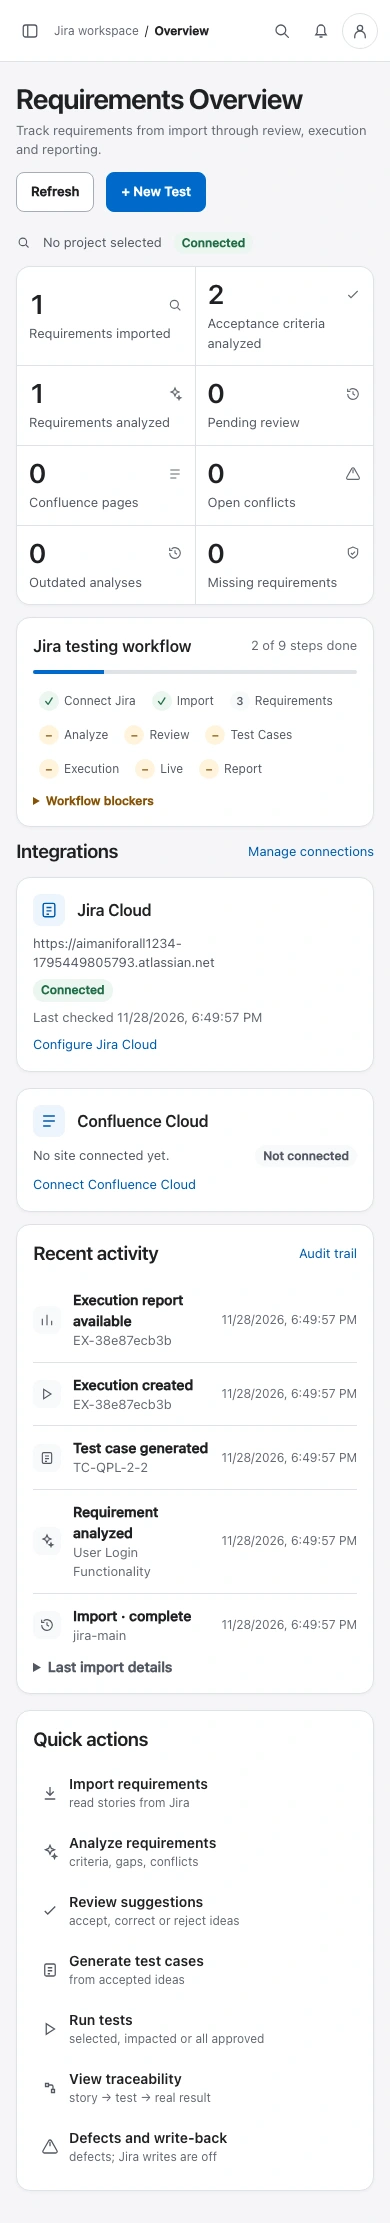 Jira workspace / Overview
Requirements Overview
Track requirements from import through review, execution
and reporting.
Refresh
+ New Test
No project selected
Connected
1
Requirements imported
2
Acceptance criteria
analyzed
1
Requirements analyzed
0
Pending review
0
Confluence pages
0
Open conflicts
0
Outdated analyses
0
Missing requirements
Jira testing workflow
2 of 9 steps done
Connect Jira
Import
3 Requirements
Analyze
Review
Test Cases
Execution
Live
Report
Workflow blockers
Integrations
Manage connections
Jira Cloud
https://aimaniforall1234-
1795449805793.atlassian.net
Connected
Last checked 11/28/2026, 6:49:57 PM
Configure Jira Cloud
Confluence Cloud
No site connected yet.
Not connected
Connect Confluence Cloud
Recent activity
Audit trail
Execution report
available
EX-38e87ecb3b
11/28/2026, 6:49:57 PM
Execution created
EX-38e87ecb3b
11/28/2026, 6:49:57 PM
Test case generated
TC-QPL-2-2
11/28/2026, 6:49:57 PM
Requirement
analyzed
User Login
Functionality
11/28/2026, 6:49:57 PM
Import · complete
jira-main
11/28/2026, 6:49:57 PM
Last import details
Quick actions
Import requirements
read stories from Jira
Analyze requirements
criteria, gaps, conflicts
Review suggestions
accept, correct or reject ideas
Generate test cases
from accepted ideas
Run tests
selected, impacted or all approved
View traceability
story → test → real result
Defects and write-back
defects; Jira writes are off